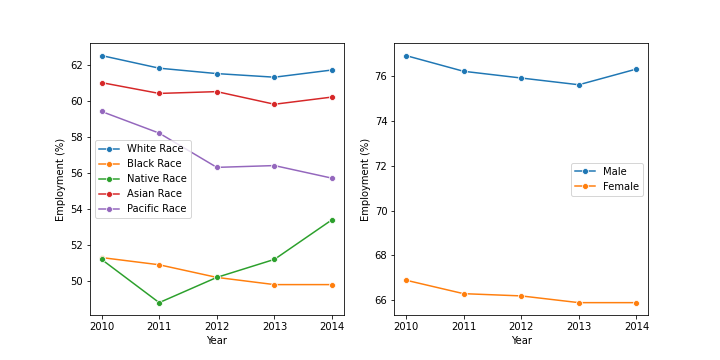 Employment (%)
62
60
58
56
54
52
50
White Race
Black Race
Native Race
Asian Race
Pacific Race
2010 2011 2012 2013 2014
Year
Employment (%)
76
74
72
70
68
66
Male
Female
2010 2011 2012 2013 2014
Year